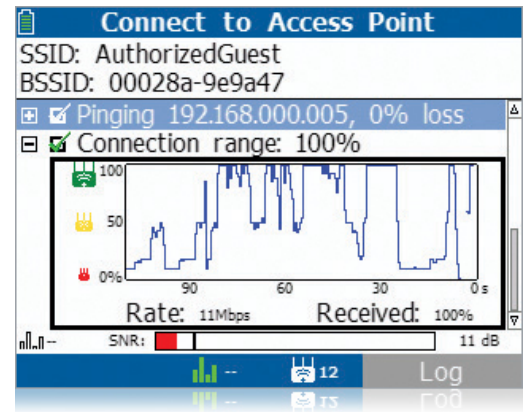 Connect to Access Point
SSID: AuthorizedGuest
BSSID: 00028a-9e9a47
Pinging 192.168.000.005, 0% loss
Connection range: 100%
100
50
0%
90 60 30 0 s
Rate: 11Mbps Received: 100%
-- SNR: 11 dB
-- 12 Log